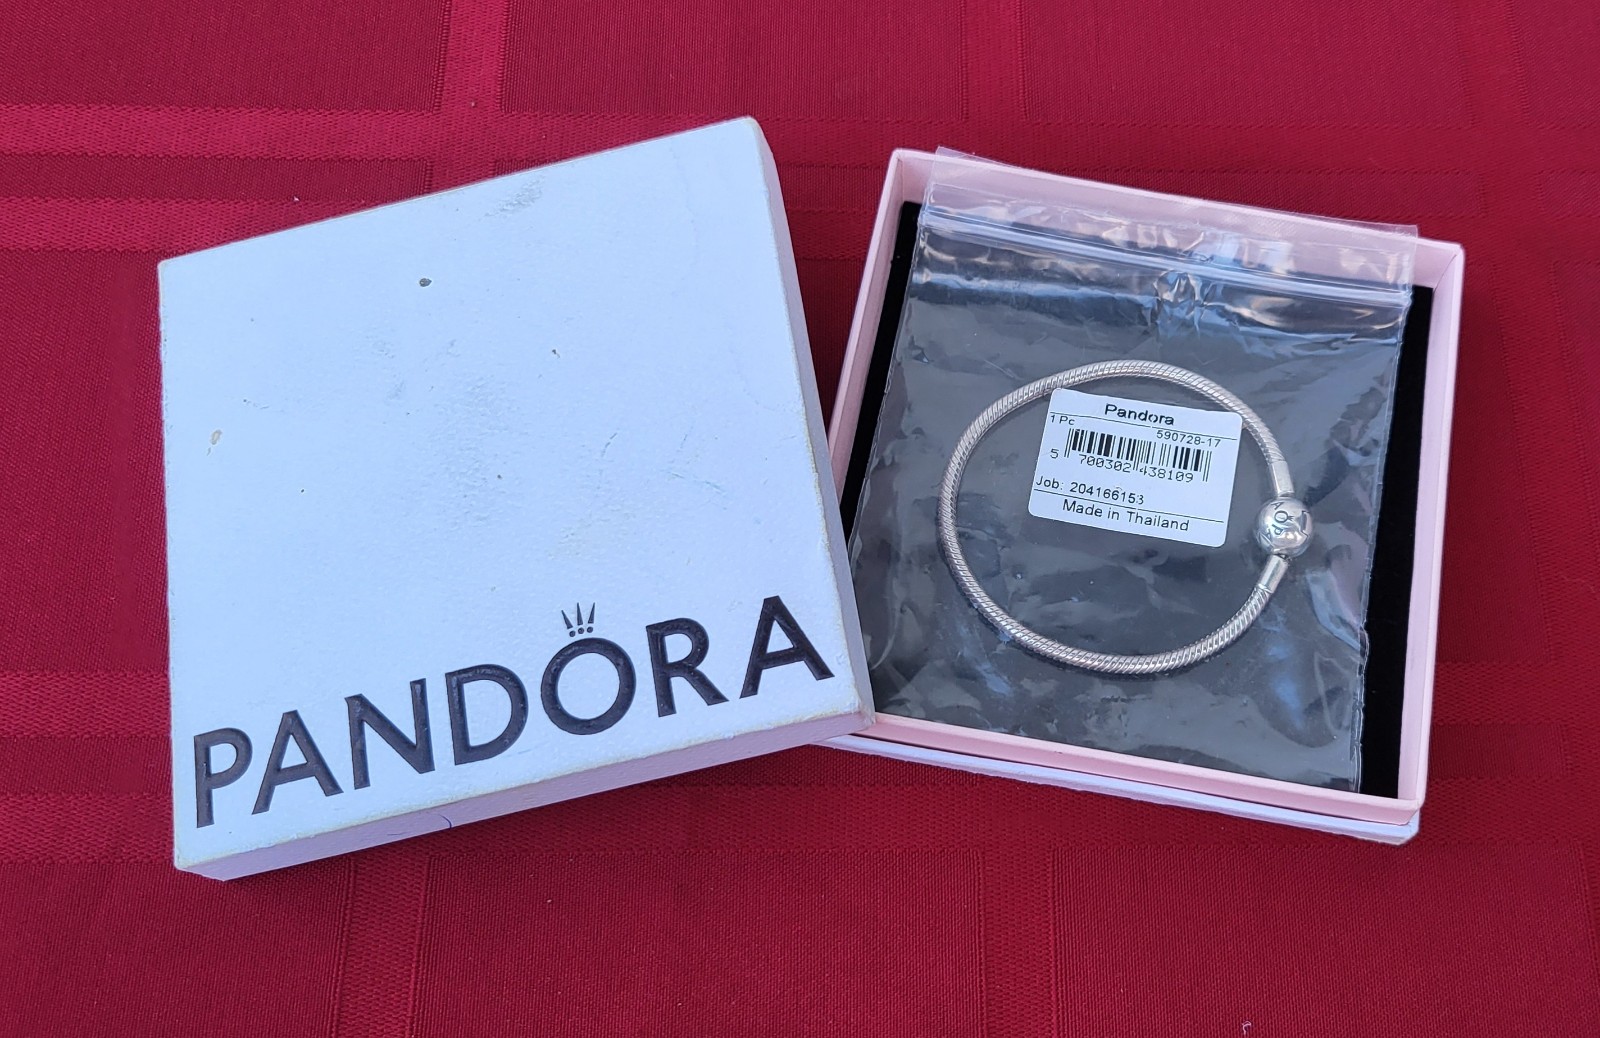 PANDORA
Pandora
1 Pc
590728-17
5 700302 438109
Job: 204166153
Made in Thailand